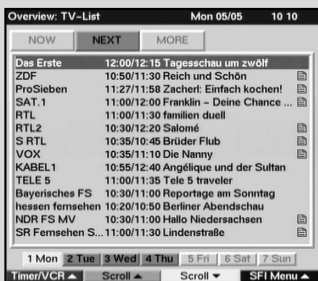 Overview: TV-List Mon 05/05 10 10
NOW NEXT MORE
Das Erste 12:00/12:15 Tagesschau um zwölf
ZDF 10:50/11:30 Reich und Schön
ProSieben 11:27/11:58 Zacherl: Einfach kochen!
SAT.1 11:00/12:00 Franklin - Deine Chance ...
RTL 11:00/11:30 familien duell
RTL2 10:30/12:20 Salomé
S RTL 10:35/10:45 Brüder Flub
VOX 10:35/11:10 Die Nanny
KABEL1 10:55/12:40 Angélique und der Sultan
TELE 5 11:00/11:35 Tele 5 traveler
Bayerisches FS 10:30/11:00 Reportage am Sonntag
hessen fernsehen 10:20/10:50 Berliner Abendschau
NDR FS MV 10:30/11:00 Hallo Niedersachsen
SR Fernsehen S... 11:00/11:30 Lindenstraße
1 Mon 2 Tue 3 Wed 4 Thu 5 Fri 6 Sat 7 Sun
Timer/VCR Scroll Scroll SFI Menu